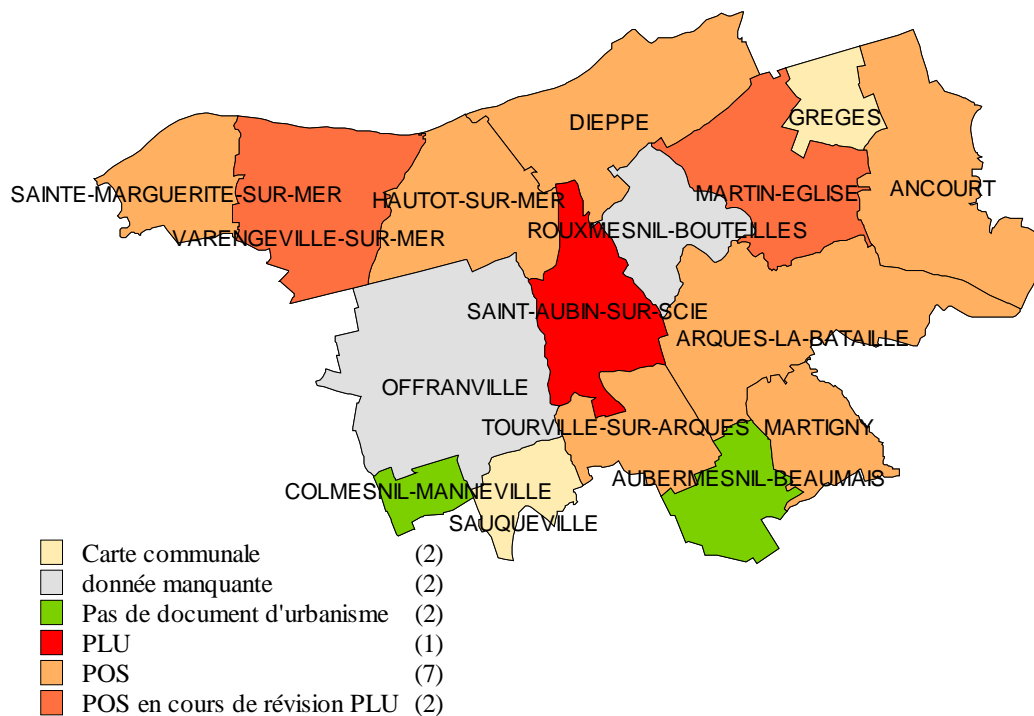 DIEPPE
GREGES
SAINTE-MARGUERITE-SUR-MER
HAUTOT-SUR-MER
MARTIN-EGLISE
ANCOURT
VARENGEVILLE-SUR-MER
ROUXMESNIL-BOUTEILLES
SAINT-AUBIN-SUR-SCIE
ARQUES-LA-BATAILLE
OFFRANVILLE
TOURVILLE-SUR-ARQUES
MARTIGNY
AUBERMESNIL-BEAUMAIS
COLMESNIL-MANNEVILLE
SAUQUEVILLE
Carte communale (2)
donnée manquante (2)
Pas de document d'urbanisme (2)
PLU (1)
POS (7)
POS en cours de révision PLU (2)